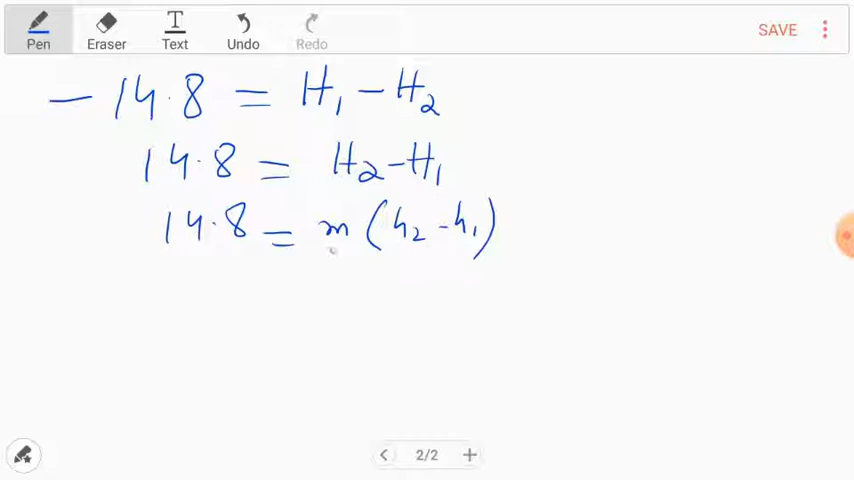 Pen Eraser Text Undo Redo SAVE
— 14.8 = H₁ – H₂
14.8 = H₂ – H₁
14.8 = m (h₂ – h₁)
2/2